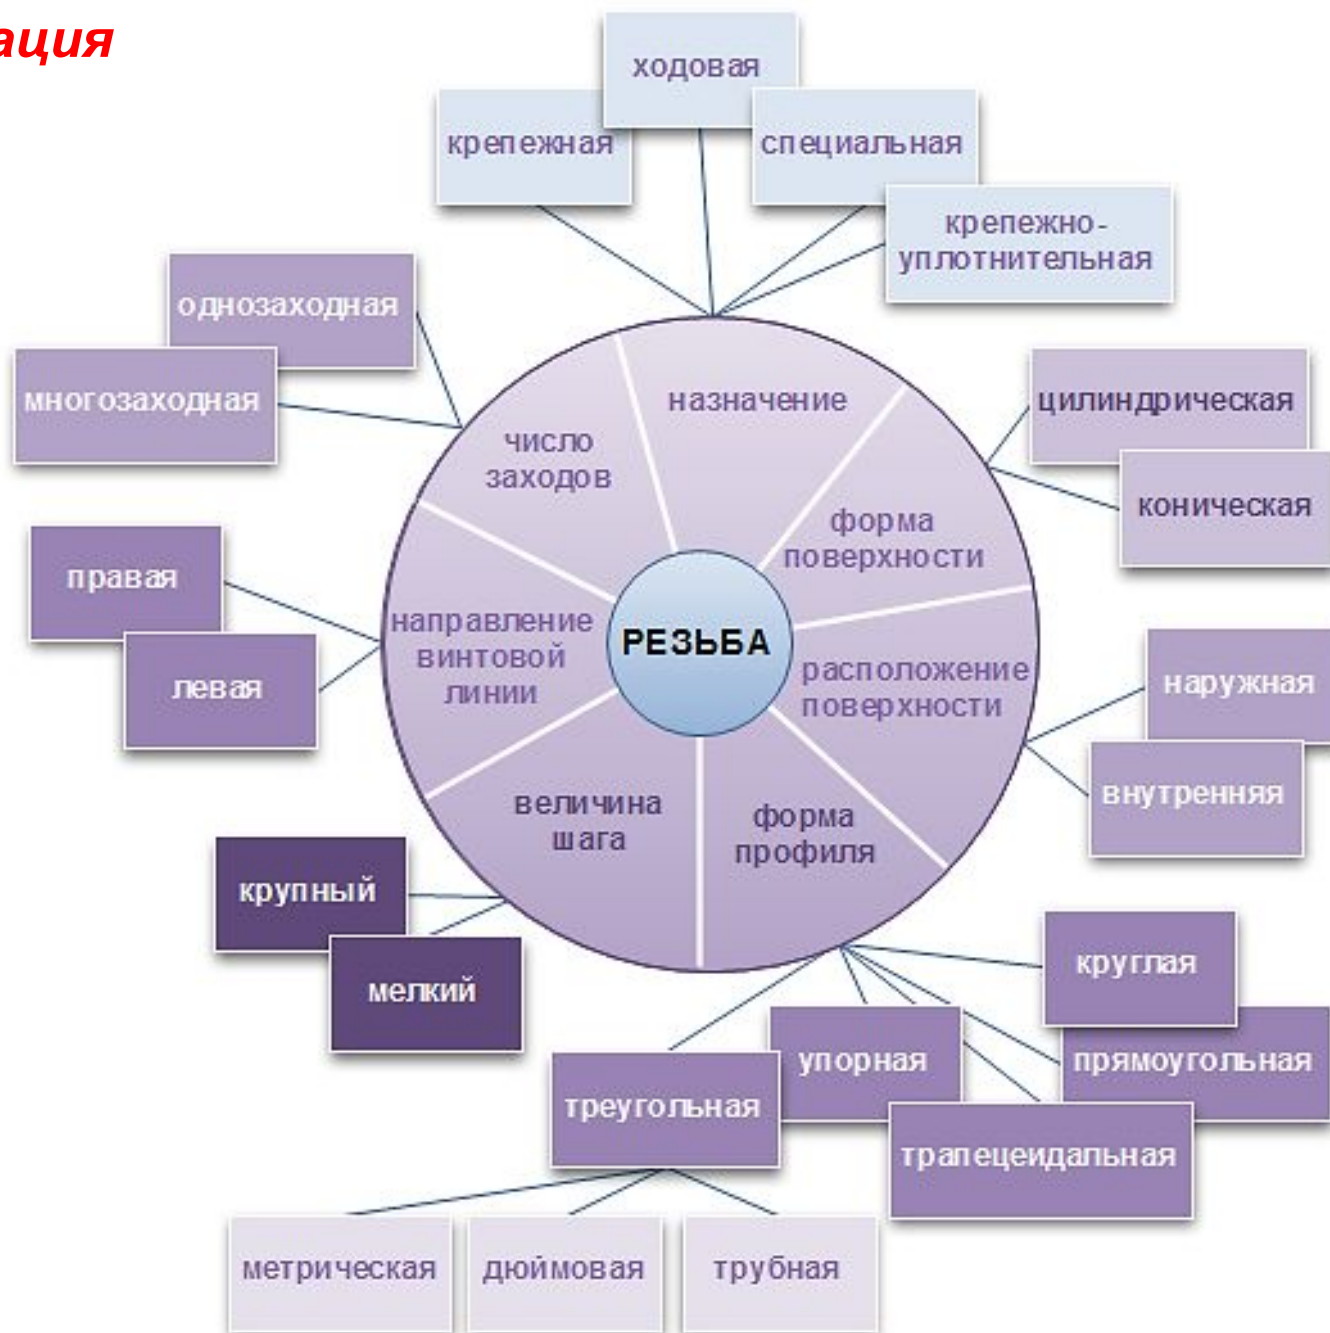 ация
ходовая
крепежная
специальная
крепежно-
уплотнительная
однозаходная
многозаходная
назначение
цилиндрическая
коническая
число
заходов
форма
поверхности
правая
левая
направление
винтовой
линии
РЕЗЬБА
расположение
поверхности
наружная
внутренняя
величина
шага
форма
профиля
крупный
мелкий
круглая
прямоугольная
упорная
треугольная
трапецеидальная
метрическая
дюймовая
трубная